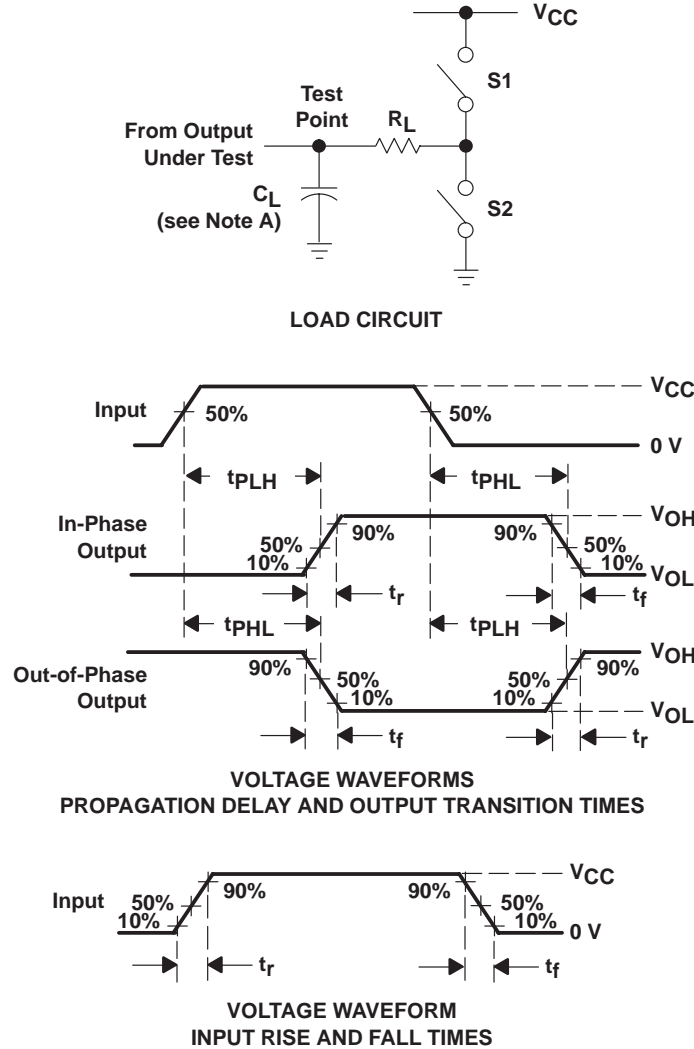 VCC
S1
Test
Point
RL
From Output
Under Test
CL
(see Note A)
S2
LOAD CIRCUIT
VCC
Input
50%
50%
0 V
tPLH
tPHL
VOH
In-Phase
Output
90%
90%
50%
50%
10%
10%
VOL
tr
tf
tPHL
tPLH
VOH
Out-of-Phase
Output
90%
90%
50%
50%
10%
10%
VOL
tf
tr
VOLTAGE WAVEFORMS
PROPAGATION DELAY AND OUTPUT TRANSITION TIMES
VCC
Input
90%
90%
50%
50%
10%
10%
0 V
tr
tf
VOLTAGE WAVEFORM
INPUT RISE AND FALL TIMES